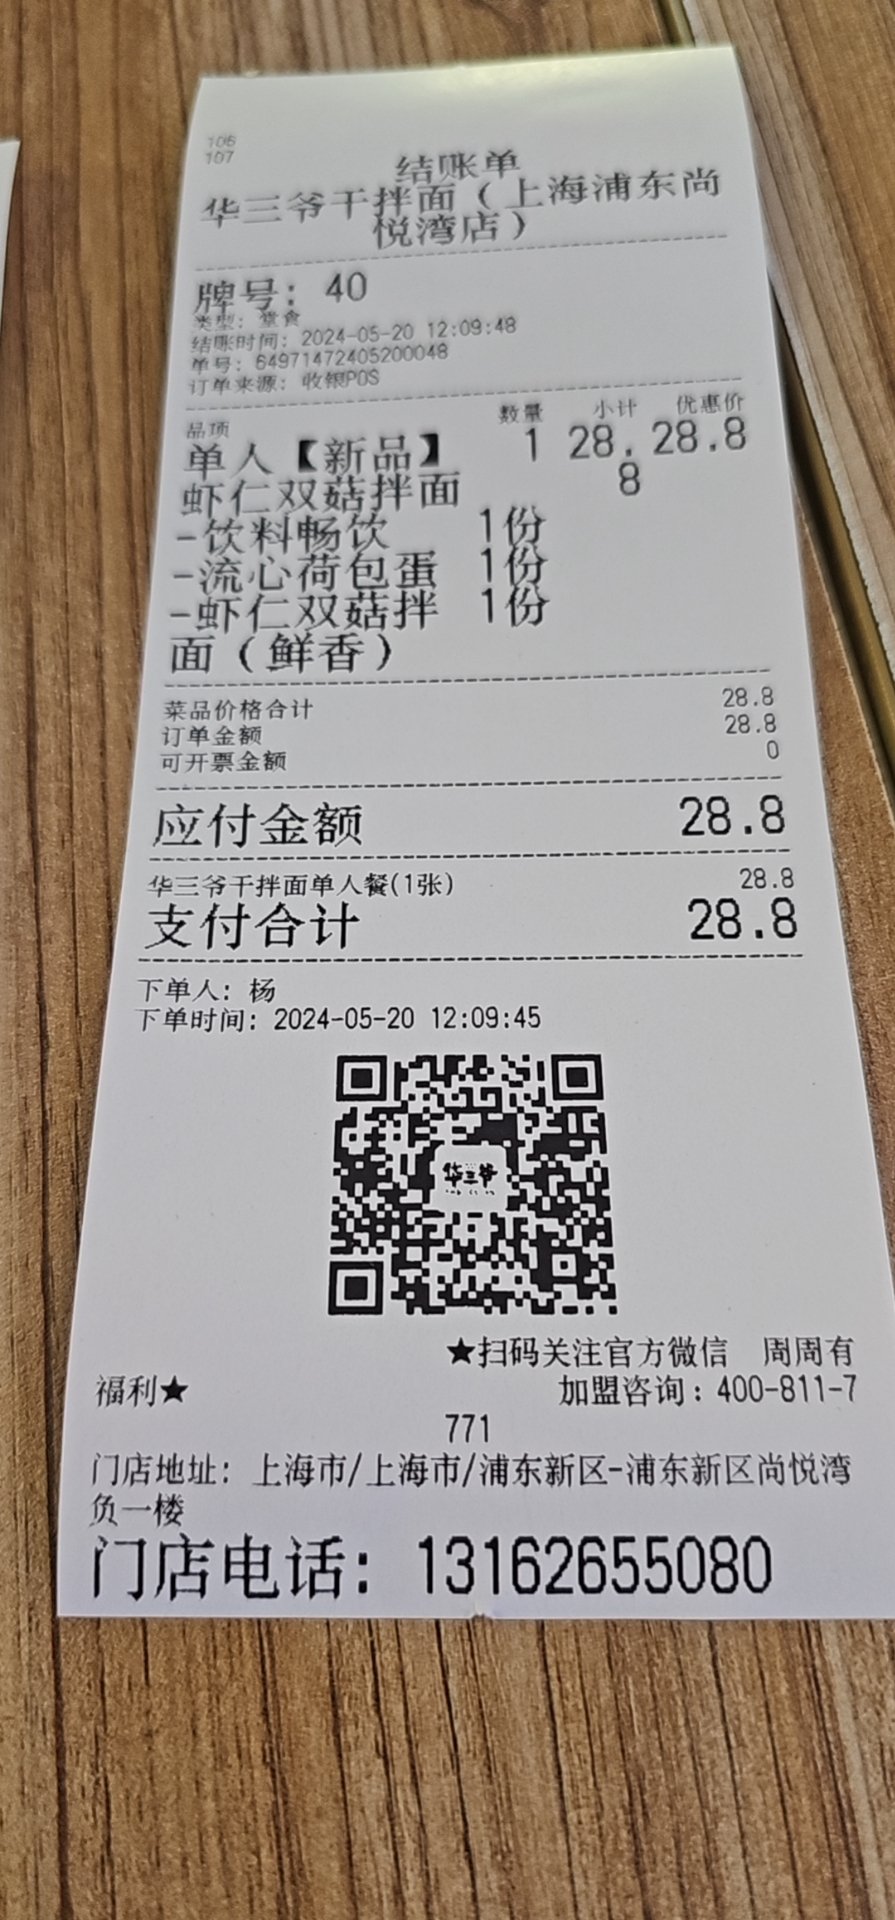 106
107
结账单
华三爷干拌面（上海浦东尚
悦湾店）
牌号: 40
类型: 堂食
结账时间: 2024-05-20 12:09:48
单号: 64971472405200048
订单来源: 收银POS
品项 数量 小计 优惠价
单人【新品】 1 28. 28.8
虾仁双菇拌面 8
-饮料畅饮 1份
-流心荷包蛋 1份
-虾仁双菇拌 1份
面（鲜香）
菜品价格合计 28.8
订单金额 28.8
可开票金额 0
应付金额 28.8
华三爷干拌面单人餐(1张) 28.8
支付合计 28.8
下单人: 杨
下单时间: 2024-05-20 12:09:45
华三爷
★扫码关注官方微信 周周有
福利★ 加盟咨询: 400-811-7
771
门店地址: 上海市/上海市/浦东新区-浦东新区尚悦湾
负一楼
门店电话: 13162655080